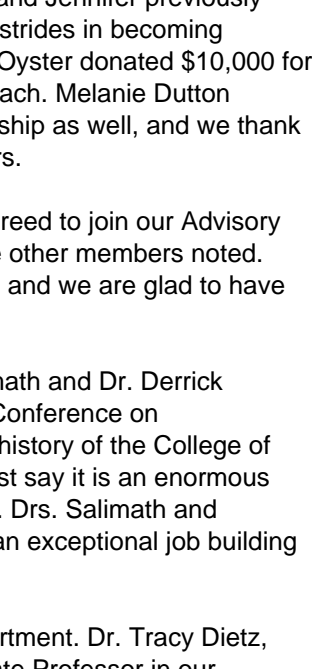 and Jennifer previously
strides in becoming
Oyster donated $10,000 for
ach. Melanie Dutton
ship as well, and we thank
rs.
reed to join our Advisory
e other members noted.
and we are glad to have
nath and Dr. Derrick
Conference on
history of the College of
st say it is an enormous
. Drs. Salimath and
an exceptional job building
rtment. Dr. Tracy Dietz,
ate Professor in our